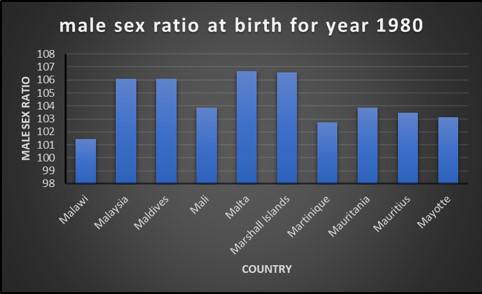 male sex ratio at birth for year 1980
MALE SEX RATIO
108
107
106
105
104
103
102
101
100
99
98
Malawi
Malaysia
Maldives
Mali
Malta
Marshall Islands
Martinique
Mauritania
Mauritius
Mayotte
COUNTRY